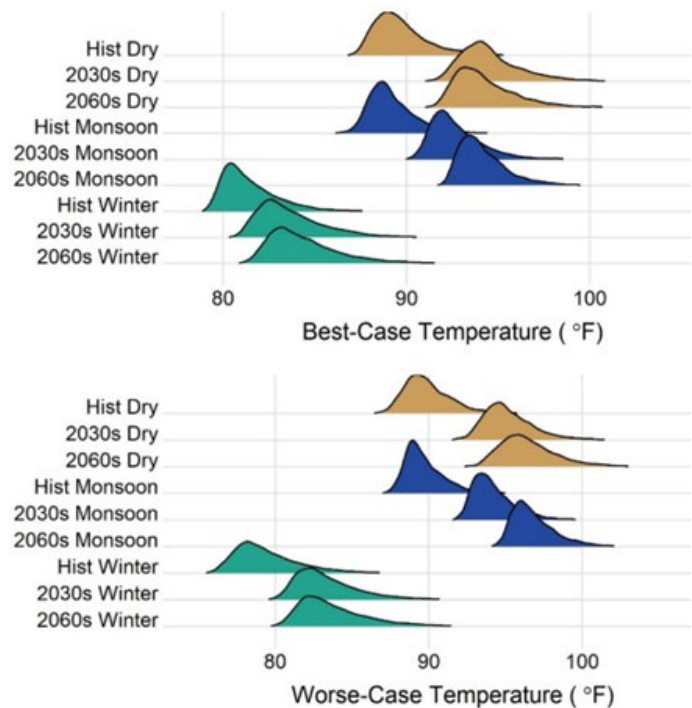 Hist Dry
2030s Dry
2060s Dry
Hist Monsoon
2030s Monsoon
2060s Monsoon
Hist Winter
2030s Winter
2060s Winter
80 90 100
Best-Case Temperature ( °F)
Hist Dry
2030s Dry
2060s Dry
Hist Monsoon
2030s Monsoon
2060s Monsoon
Hist Winter
2030s Winter
2060s Winter
80 90 100
Worse-Case Temperature ( °F)